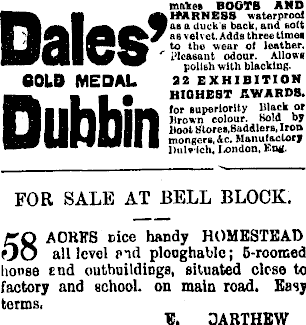 Dales'
GOLD MEDAL
Dubbin
makes BOOTS AND
HARNESS waterproof
as a duck's back, and soft
as velvet. Adds three times
to the wear of leather.
Pleasant odour. Allows
polish with blacking.
22 EXHIBITION
HIGHEST AWARDS.
for superiority Black or
Brown colour. Sold by
Boot Stores, Saddlers, Iron
mongers, &c. Manufactory
Dulwich, London, Eng.
FOR SALE AT BELL BLOCK.
58 ACRES nice handy HOMESTEAD
all level and ploughable; 5-roomed
house and outbuildings, situated close to
factory and school. on main road. Easy
terms.
E. CARTHEW